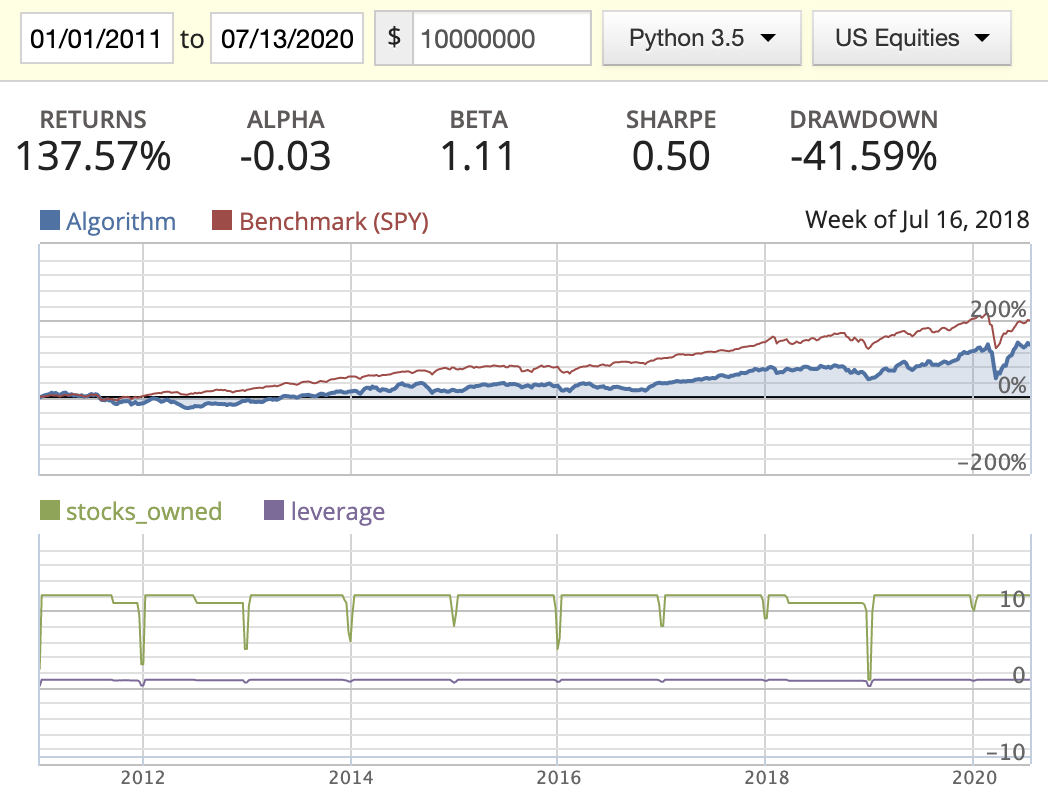 01/01/2011 to 07/13/2020 $ 10000000 Python 3.5 US Equities
RETURNS ALPHA BETA SHARPE DRAWDOWN
137.57% -0.03 1.11 0.50 -41.59%
Algorithm Benchmark (SPY) Week of Jul 16, 2018
200%
0%
−200%
stocks_owned leverage
10
0
−10
2012 2014 2016 2018 2020